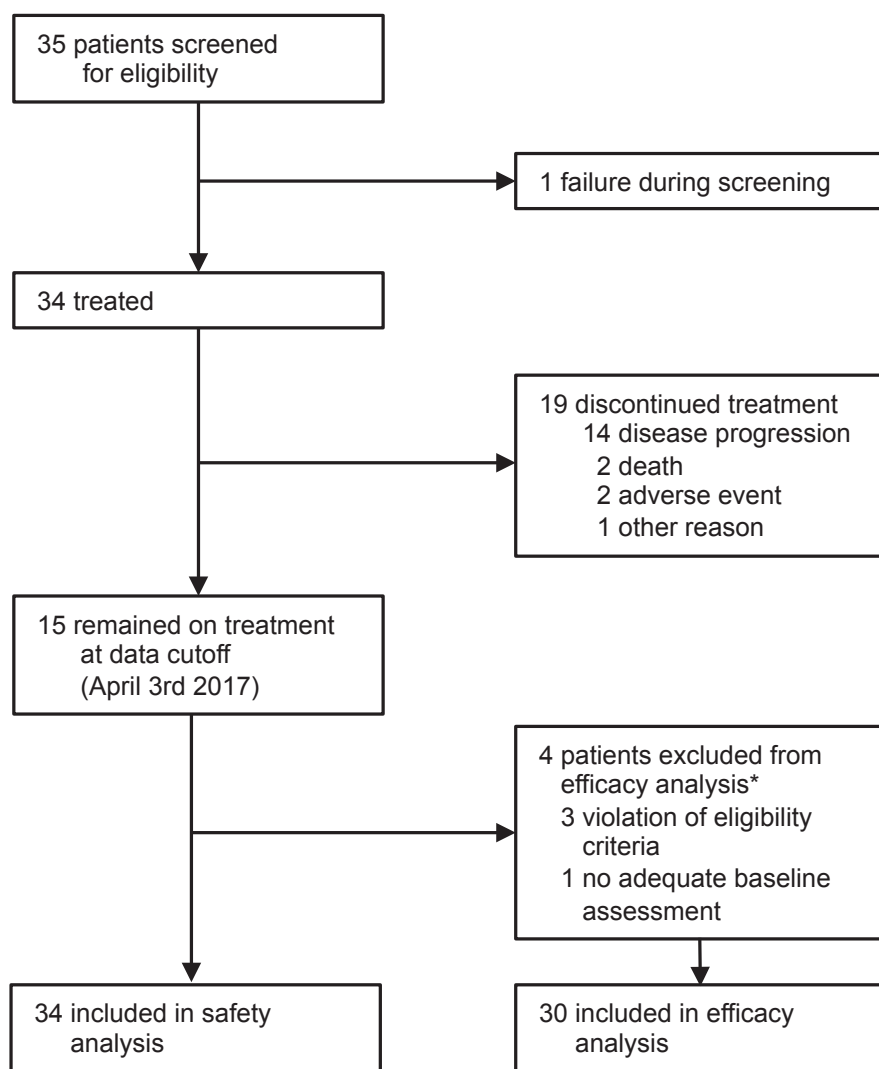 35 patients screened
for eligibility
1 failure during screening
34 treated
19 discontinued treatment
14 disease progression
2 death
2 adverse event
1 other reason
15 remained on treatment
at data cutoff
(April 3rd 2017)
4 patients excluded from
efficacy analysis*
3 violation of eligibility
criteria
1 no adequate baseline
assessment
34 included in safety
analysis
30 included in efficacy
analysis